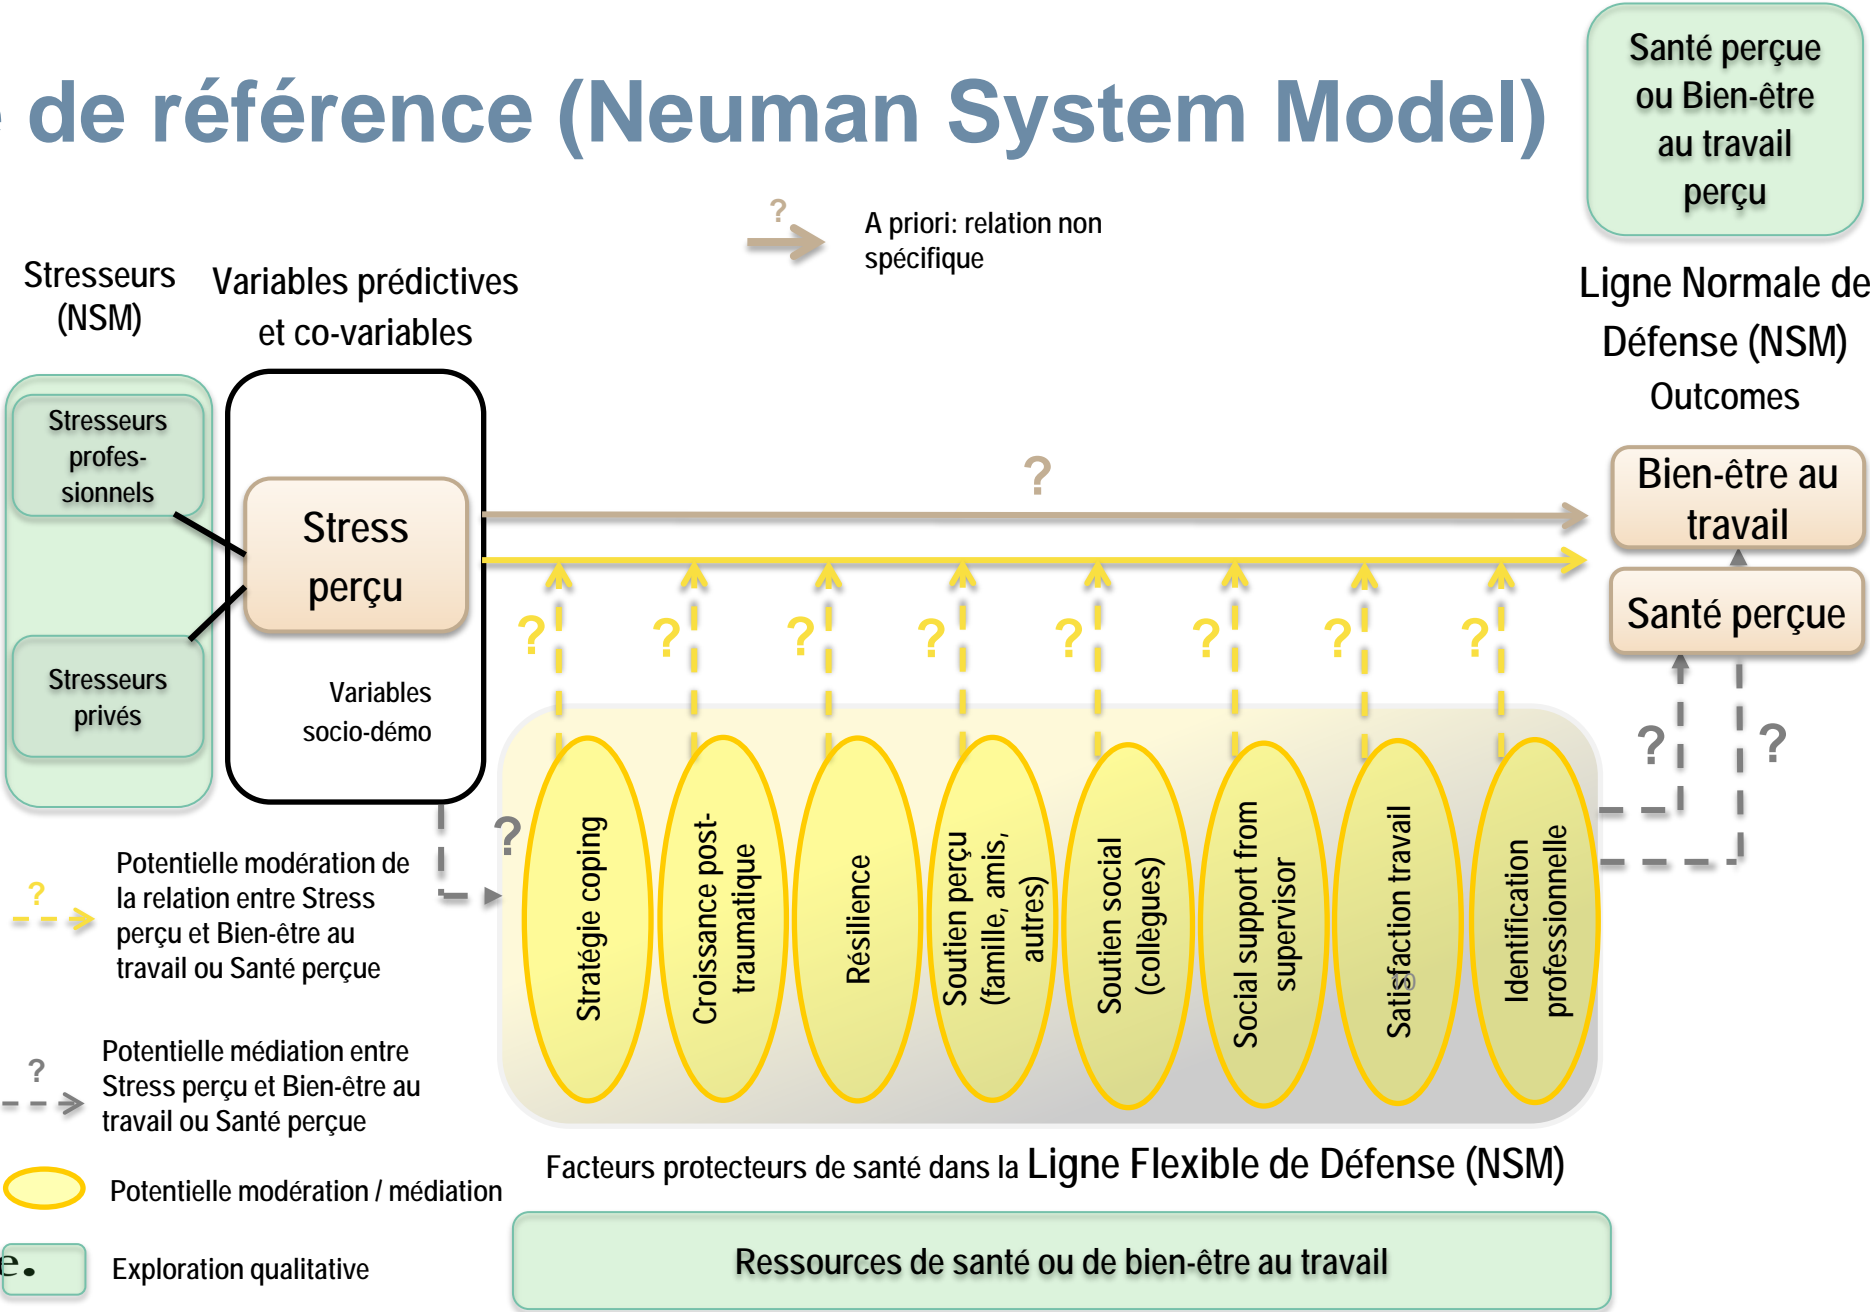 e de référence (Neuman System Model)
Santé perçue
ou Bien-être
au travail
perçu
?
A priori: relation non
spécifique
Stresseurs
(NSM)
Variables prédictives
et co-variables
Ligne Normale de
Défense (NSM)
Outcomes
Stresseurs
profes-
sionnels
Stresseurs
privés
Stress
perçu
Variables
socio-démo
?
Bien-être au
travail
Santé perçue
? ? ? ? ? ? ? ?
? ?
?
Stratégie coping
Croissance post-
traumatique
Résilience
Soutien perçu
(famille, amis,
autres)
Soutien social
(collègues)
Social support from
supervisor
Satisfaction travail
Identification
professionnelle
?
Potentielle modération de
la relation entre Stress
perçu et Bien-être au
travail ou Santé perçue
?
Potentielle médiation entre
Stress perçu et Bien-être au
travail ou Santé perçue
Potentielle modération / médiation
e.
Exploration qualitative
Facteurs protecteurs de santé dans la Ligne Flexible de Défense (NSM)
Ressources de santé ou de bien-être au travail